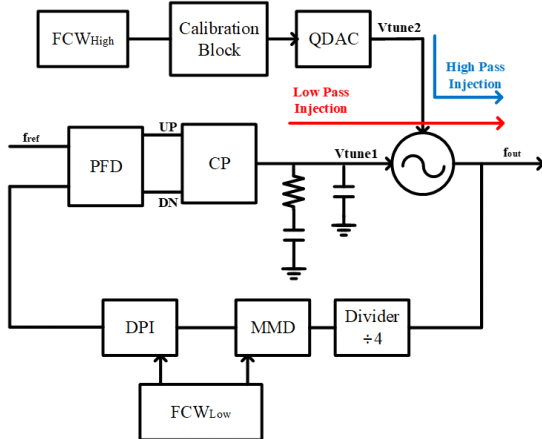 FCWHigh
Calibration
Block
QDAC
Vtune2
High Pass
Injection
Low Pass
Injection
fref
UP
PFD
CP
DN
Vtune1
fout
DPI
MMD
Divider
÷4
FCWLow